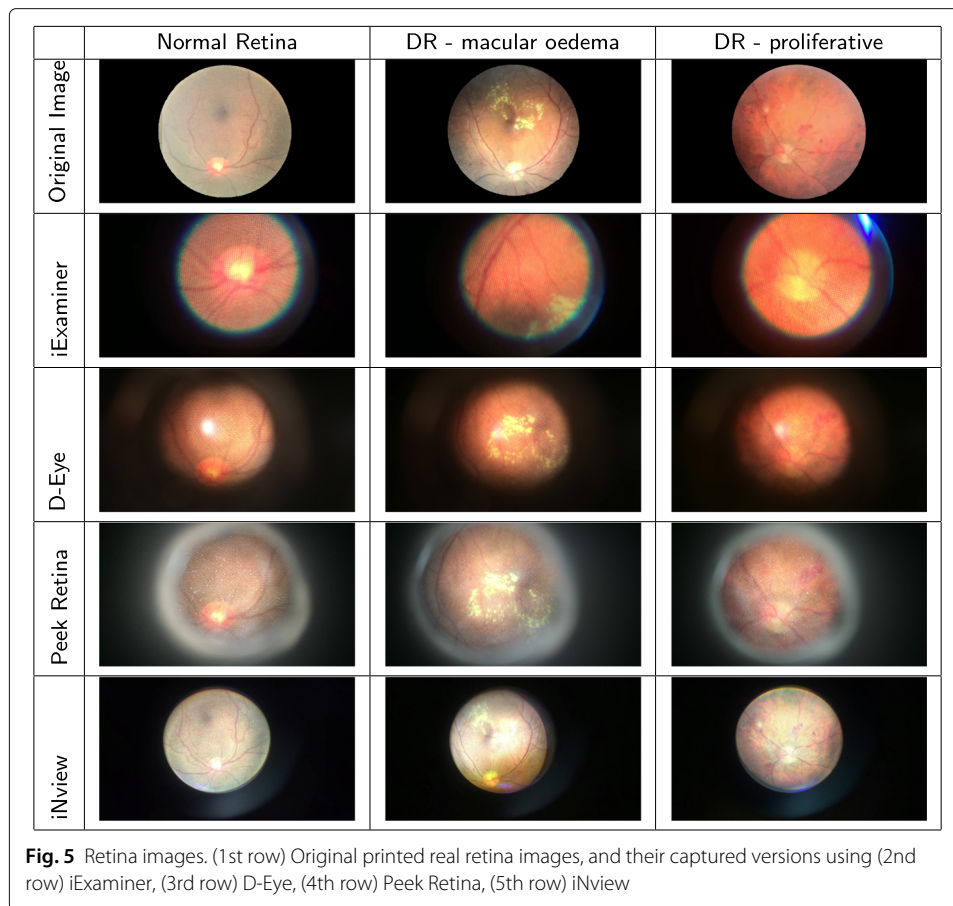 Normal Retina
DR - macular oedema
DR - proliferative
Original Image
iExaminer
D-Eye
Peek Retina
iNview
Fig. 5 Retina images. (1st row) Original printed real retina images, and their captured versions using (2nd
row) iExaminer, (3rd row) D-Eye, (4th row) Peek Retina, (5th row) iNview